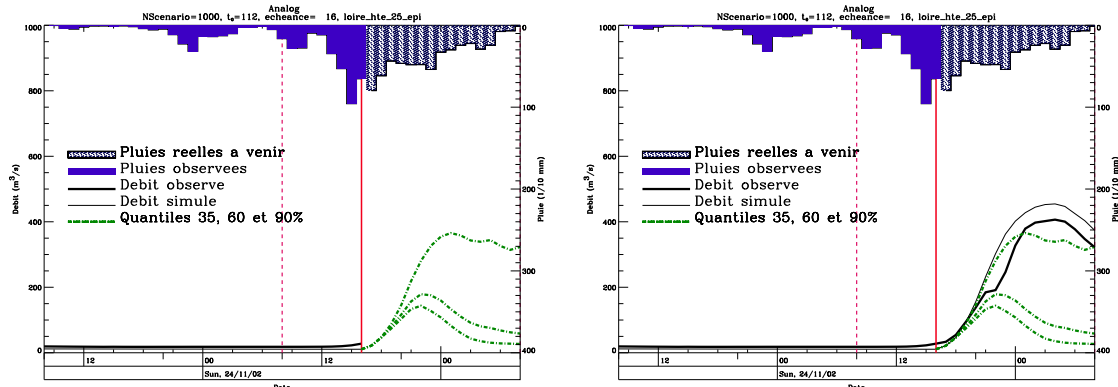 Analog
NScenario=1000, t₀=112, echeance= 16, loire_hte_25_epi
1000
800
600
400
200
0
Debit (m³/s)
0
100
200
300
400
Pluie (1/10 mm)
Pluies reelles a venir
Pluies observees
Debit observe
Debit simule
Quantiles 35, 60 et 90%
12
00
12
00
Sun, 24/11/02
Date
Analog
NScenario=1000, t₀=112, echeance= 16, loire_hte_25_epi
1000
800
600
400
200
0
Debit (m³/s)
0
100
200
300
400
Pluie (1/10 mm)
Pluies reelles a venir
Pluies observees
Debit observe
Debit simule
Quantiles 35, 60 et 90%
12
00
12
00
Sun, 24/11/02
Date